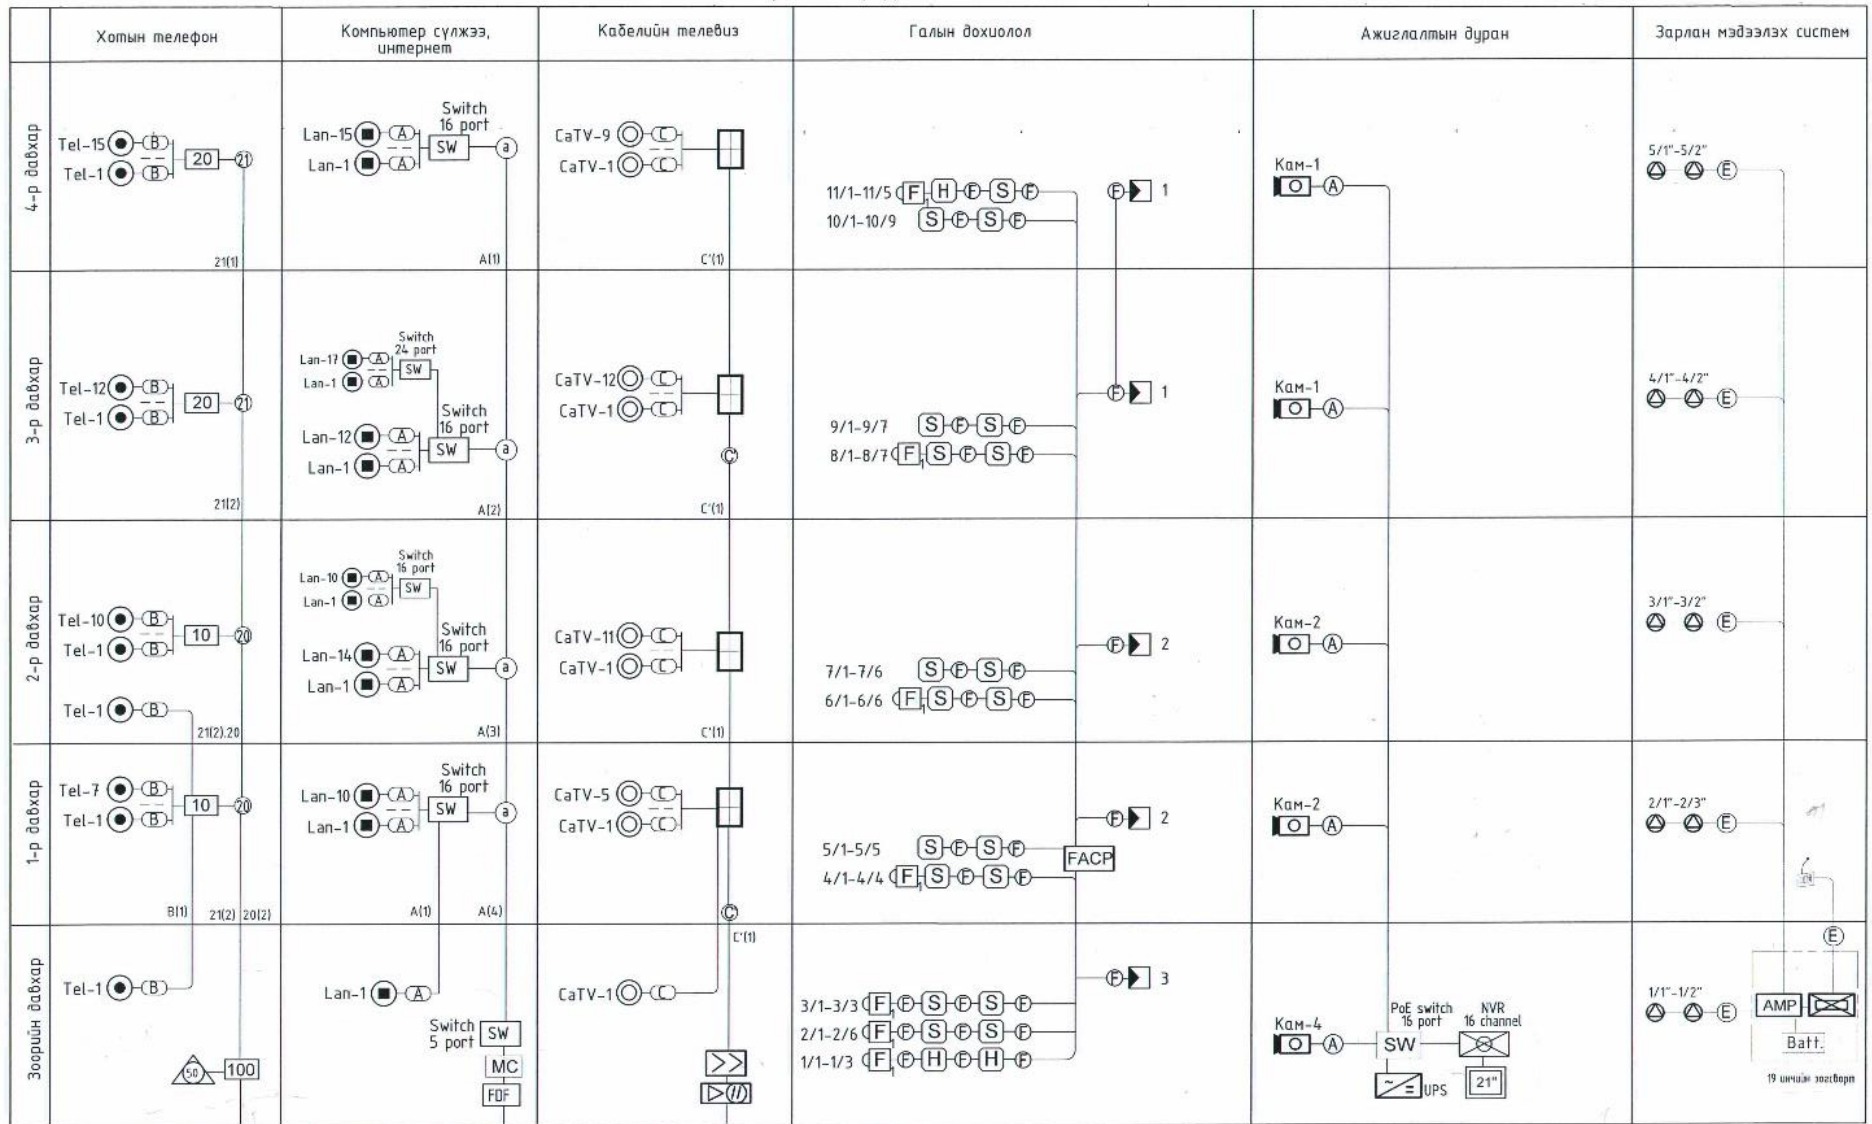 Хотын телефон
Компьютер сүлжээ,
интернет
Кабелийн телевиз
Галын дохиолол
Ажиглалтын дуран
Зарлан мэдээлэх систем
4-р давхар
Tel-15 B
Tel-1 B
20 21
21(1)
Switch
16 port
Lan-15 A
Lan-1 A
SW a
A(1)
CaTV-9 C
CaTV-1 C
C'(1)
11/1-11/5 F 1 H F S F
10/1-10/9 S F S F
F 1
Кам-1
A
5/1"-5/2"
E
3-р давхар
Tel-12 B
Tel-1 B
20 21
21(2)
Switch
24 port
Lan-17 A
Lan-1 A
SW
Switch
16 port
Lan-12 A
Lan-1 A
SW a
A(2)
CaTV-12 C
CaTV-1 C
C'
C'(1)
9/1-9/7 S F S F
8/1-8/7 F 1 S F S F
F 1
Кам-1
A
4/1"-4/2"
E
2-р давхар
Tel-10 B
Tel-1 B
10 20
Tel-1 B
21(2).20
Switch
16 port
Lan-10 A
Lan-1 A
SW
Switch
16 port
Lan-14 A
Lan-1 A
SW a
A(3)
CaTV-11 C
CaTV-1 C
C'(1)
7/1-7/6 S F S F
6/1-6/6 F 1 S F S F
F 2
Кам-2
A
3/1"-3/2"
E
1-р давхар
Tel-7 B
Tel-1 B
10 20
B(1) 21(2) 20(2)
Switch
16 port
Lan-10 A
Lan-1 A
SW a
A(1) A(4)
CaTV-5 C
CaTV-1 C
C'
5/1-5/5 S F S F
4/1-4/4 F 1 S F S F
FACP
F 2
Кам-2
A
2/1"-2/3"
E
Зоорийн давхар
Tel-1 B
50 100
Lan-1 A
Switch
5 port
SW
MC
FDF
C'(1)
CaTV-1 C
3/1-3/3 F 1 F S F S F
2/1-2/6 F 1 F S F S F
1/1-1/3 F 1 F H F H F
F 3
Кам-4
A
PoE switch
16 port
SW
NVR
16 channel
UPS
21"
1/1"-1/2"
E
E
AMP
Batt.
19 инчийн зогсворт